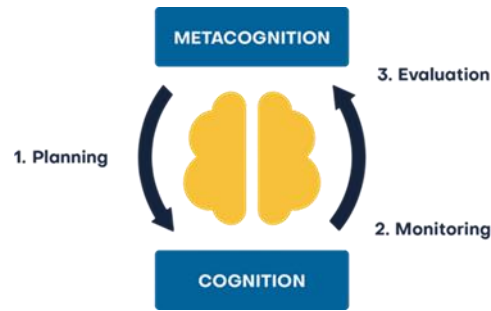 METACOGNITION
3. Evaluation
1. Planning
2. Monitoring
COGNITION